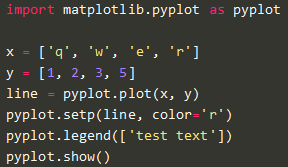 import matplotlib.pyplot as pyplot
x = ['q', 'w', 'e', 'r']
y = [1, 2, 3, 5]
line = pyplot.plot(x, y)
pyplot.setp(line, color='r')
pyplot.legend(['test text'])
pyplot.show()